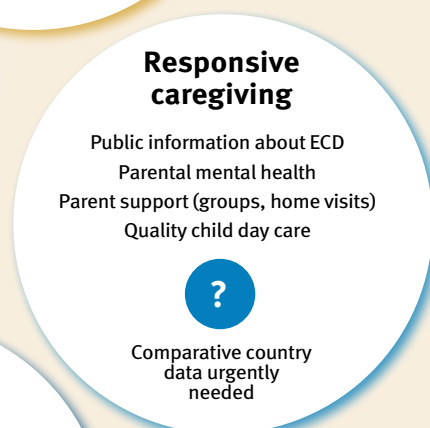 Responsive
caregiving
Public information about ECD
Parental mental health
Parent support (groups, home visits)
Quality child day care
?
Comparative country
data urgently
needed